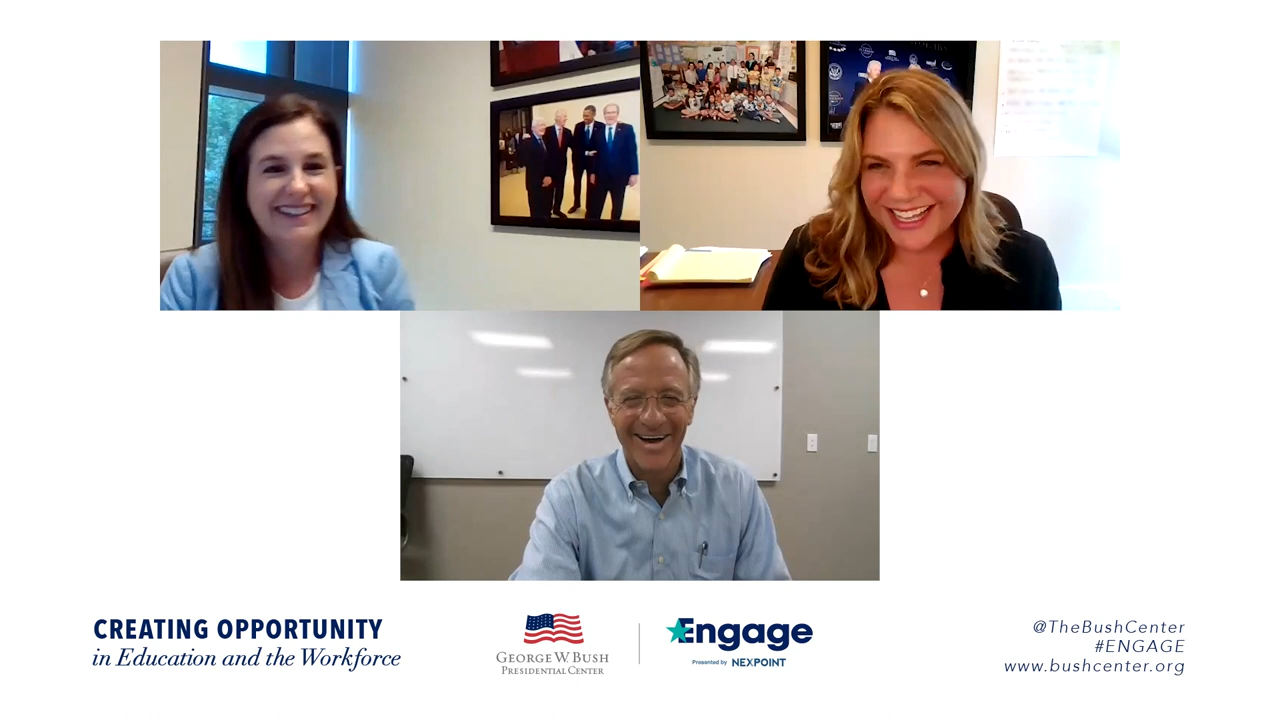 CREATING OPPORTUNITY
in Education and the Workforce
GEORGE W. BUSH
PRESIDENTIAL CENTER
Engage
Presented by NEXPOINT
@TheBushCenter
#ENGAGE
www.bushcenter.org